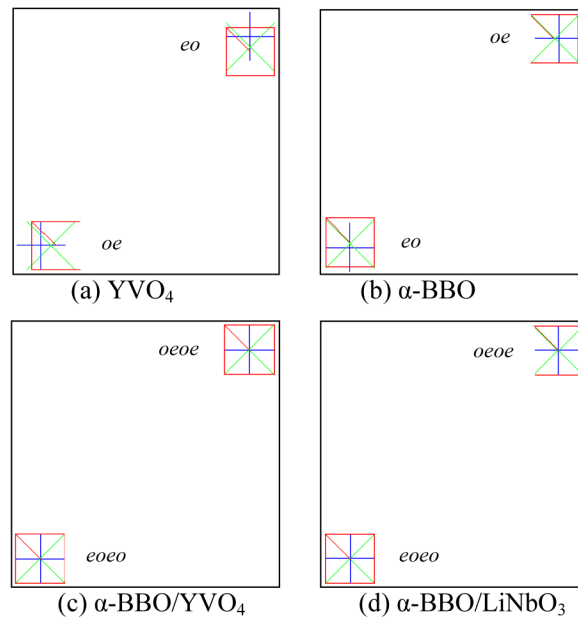 eo
oe
oe
eo
(a) YVO₄
(b) α-BBO
oeoe
oeoe
eoeo
eoeo
(c) α-BBO/YVO₄
(d) α-BBO/LiNbO₃